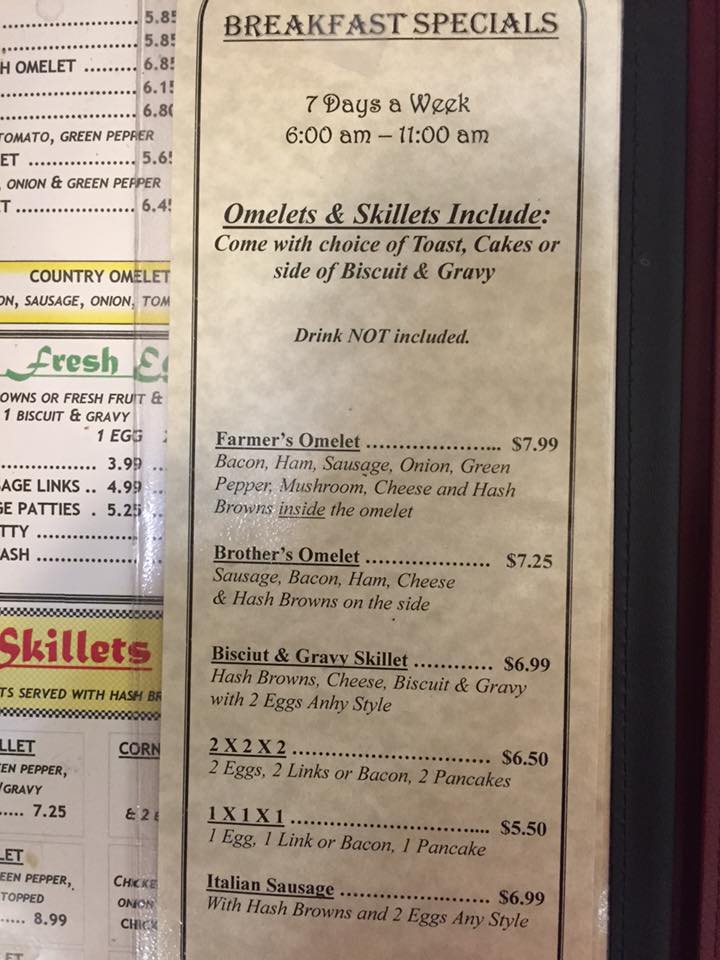 5.85
5.85
H OMELET ......... 6.85
6.15
6.80
TOMATO, GREEN PEPPER
ET .................. 5.65
, ONION & GREEN PEPPER
T .................... 6.45
COUNTRY OMELET
ON, SAUSAGE, ONION, TOM
Fresh E
OWNS OR FRESH FRUIT &
1 BISCUIT & GRAVY
1 EGG 2
................ 3.99 ...
AGE LINKS .. 4.99 ...
GE PATTIES . 5.25 ...
TTY ..................
ASH ..................
Skillets
TS SERVED WITH HASH BR
LLET
EN PEPPER,
/GRAVY
..... 7.25
CORN
& 2 E
LET
EEN PEPPER,
TOPPED
..... 8.99
CHICKE
ONION
CHICK
ET
BREAKFAST SPECIALS
7 Days a Week
6:00 am – 11:00 am
Omelets & Skillets Include:
Come with choice of Toast, Cakes or
side of Biscuit & Gravy
Drink NOT included.
Farmer's Omelet ........................ $7.99
Bacon, Ham, Sausage, Onion, Green
Pepper, Mushroom, Cheese and Hash
Browns inside the omelet
Brother's Omelet ...................... $7.25
Sausage, Bacon, Ham, Cheese
& Hash Browns on the side
Bisciut & Gravy Skillet ............ $6.99
Hash Browns, Cheese, Biscuit & Gravy
with 2 Eggs Anhy Style
2 X 2 X 2 ................................... $6.50
2 Eggs, 2 Links or Bacon, 2 Pancakes
1 X 1 X 1 ................................... $5.50
1 Egg, 1 Link or Bacon, 1 Pancake
Italian Sausage .......................... $6.99
With Hash Browns and 2 Eggs Any Style